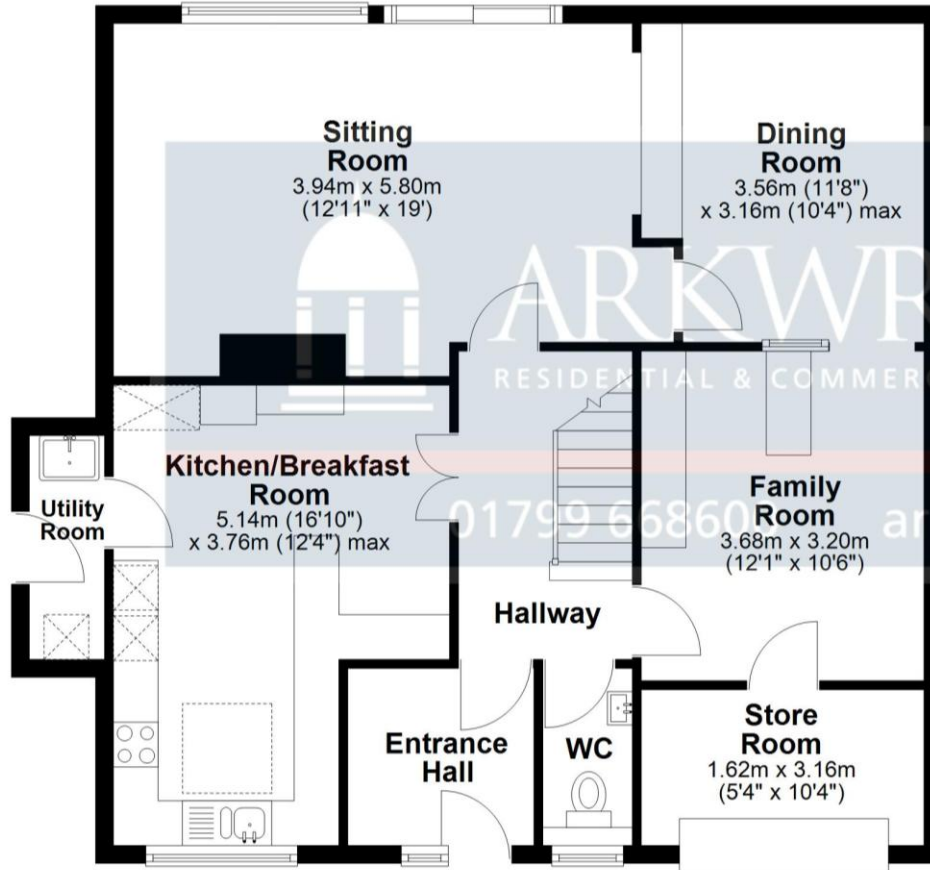 Sitting
Room
3.94m x 5.80m
(12'11" x 19')
Dining
Room
3.56m (11'8")
x 3.16m (10'4") max
ARKWR
RESIDENTIAL & COMMER
Kitchen/Breakfast
Room
5.14m (16'10")
x 3.76m (12'4") max
Utility
Room
01799 668600
Family
Room
3.68m x 3.20m
(12'1" x 10'6")
Hallway
Entrance
Hall
WC
Store
Room
1.62m x 3.16m
(5'4" x 10'4")